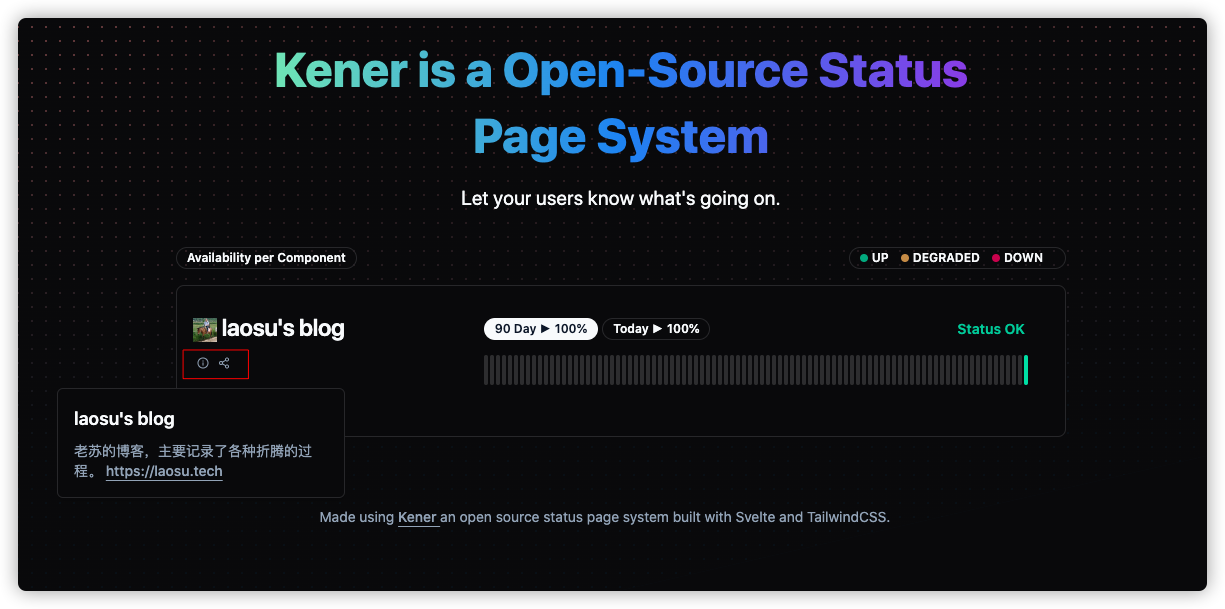 Kener is a Open-Source Status
Page System
Let your users know what's going on.
Availability per Component
UP DEGRADED DOWN
laosu's blog
90 Day ► 100% Today ► 100%
Status OK
laosu's blog
老苏的博客，主要记录了各种折腾的过
程。 https://laosu.tech
Made using Kener an open source status page system built with Svelte and TailwindCSS.